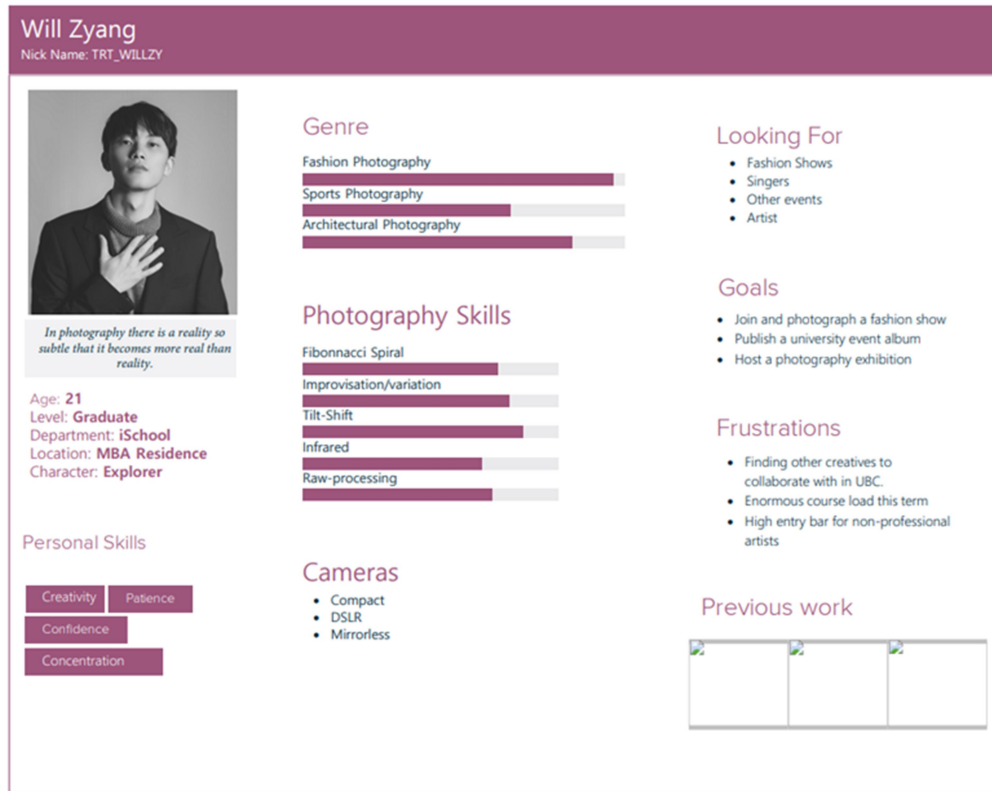 Will Zyang
Nick Name: TRT_WILLZY
In photography there is a reality so
subtle that it becomes more real than
reality.
Age: 21
Level: Graduate
Department: iSchool
Location: MBA Residence
Character: Explorer
Personal Skills
Creativity
Patience
Confidence
Concentration
Genre
Fashion Photography
Sports Photography
Architectural Photography
Photography Skills
Fibonnacci Spiral
Improvisation/variation
Tilt-Shift
Infrared
Raw-processing
Cameras
• Compact
• DSLR
• Mirrorless
Looking For
• Fashion Shows
• Singers
• Other events
• Artist
Goals
• Join and photograph a fashion show
• Publish a university event album
• Host a photography exhibition
Frustrations
• Finding other creatives to
collaborate with in UBC.
• Enormous course load this term
• High entry bar for non-professional
artists
Previous work